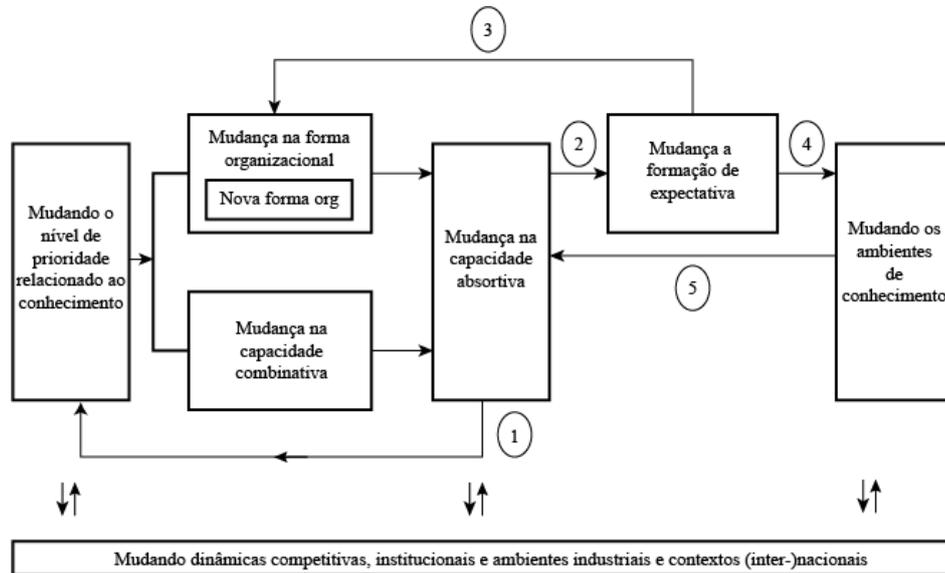 3
Mudança na forma
organizacional
Nova forma org
2
Mudança a
formação de
expectativa
4
Mudando o
nível de
prioridade
relacionado ao
conhecimento
Mudança na
capacidade
absortiva
Mudando os
ambientes
de
conhecimento
5
Mudança na
capacidade
combinativa
1
Mudando dinâmicas competitivas, institucionais e ambientes industriais e contextos (inter-)nacionais